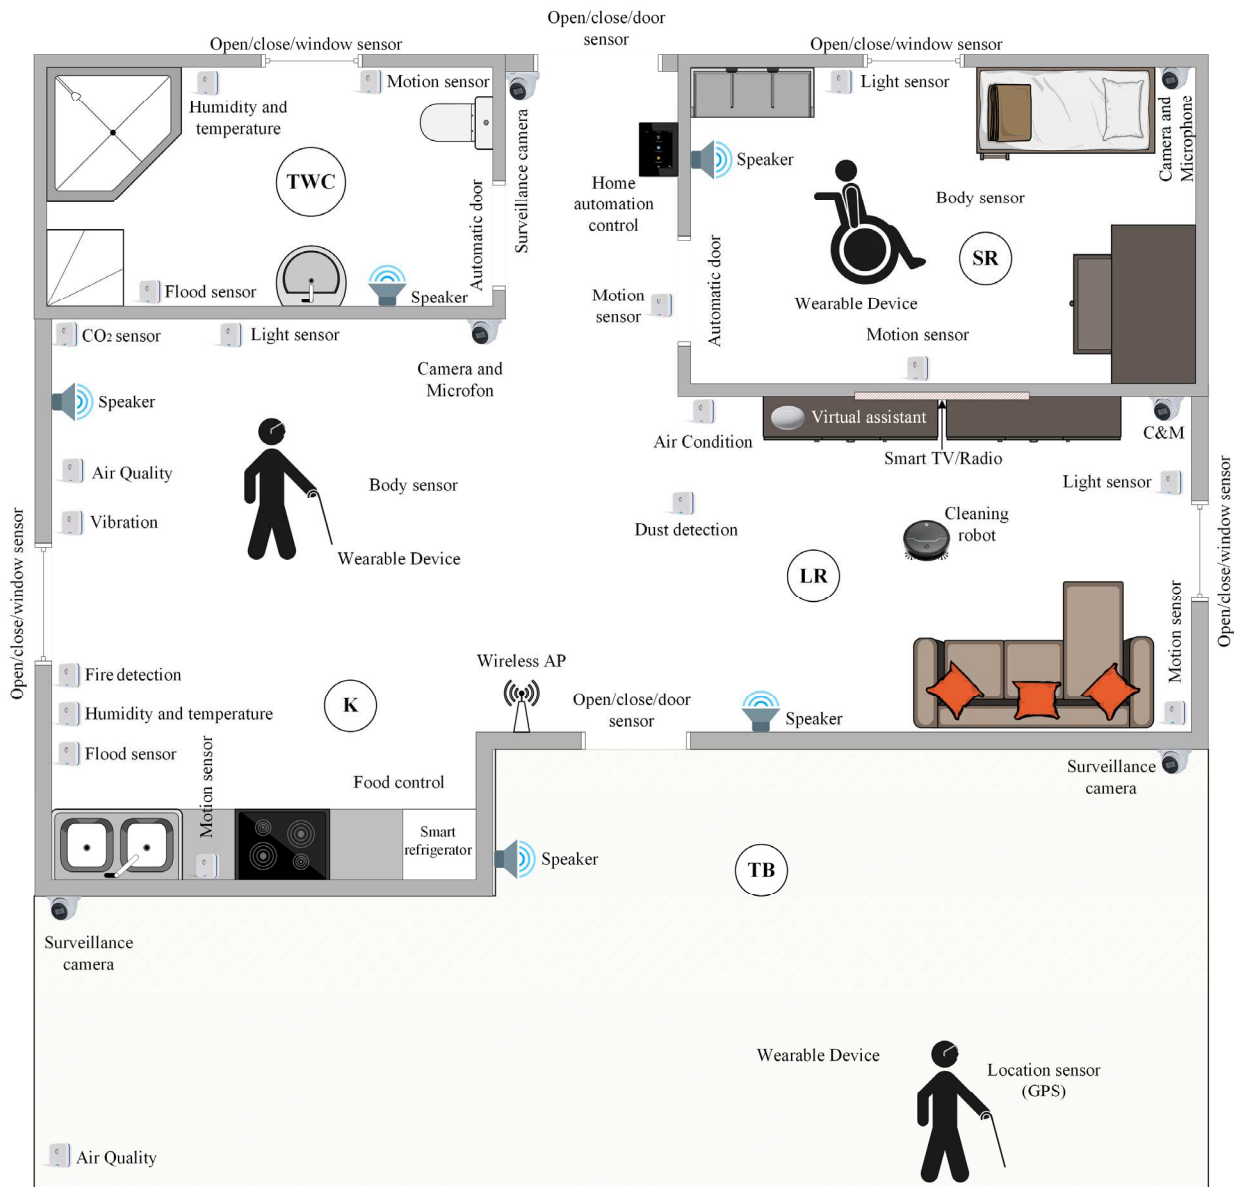 Open/close/door
sensor
Open/close/window sensor
Open/close/window sensor
Humidity and
temperature
Motion sensor
Surveillance camera
TWC
Automatic door
Flood sensor
Speaker
Home
automation
control
Speaker
Light sensor
Camera and
Microphone
Body sensor
SR
Wearable Device
Automatic door
Motion
sensor
Motion sensor
CO2 sensor
Light sensor
Camera and
Microfon
Speaker
Air Quality
Vibration
Body sensor
Wearable Device
Open/close/window sensor
Air Condition
Virtual assistant
Smart TV/Radio
C&M
Light sensor
Dust detection
Cleaning
robot
LR
Open/close/window sensor
Motion sensor
Fire detection
Humidity and temperature
Flood sensor
K
Wireless AP
Open/close/door
sensor
Speaker
Motion sensor
Food control
Smart
refrigerator
Surveillance
camera
Speaker
TB
Surveillance
camera
Wearable Device
Location sensor
(GPS)
Air Quality